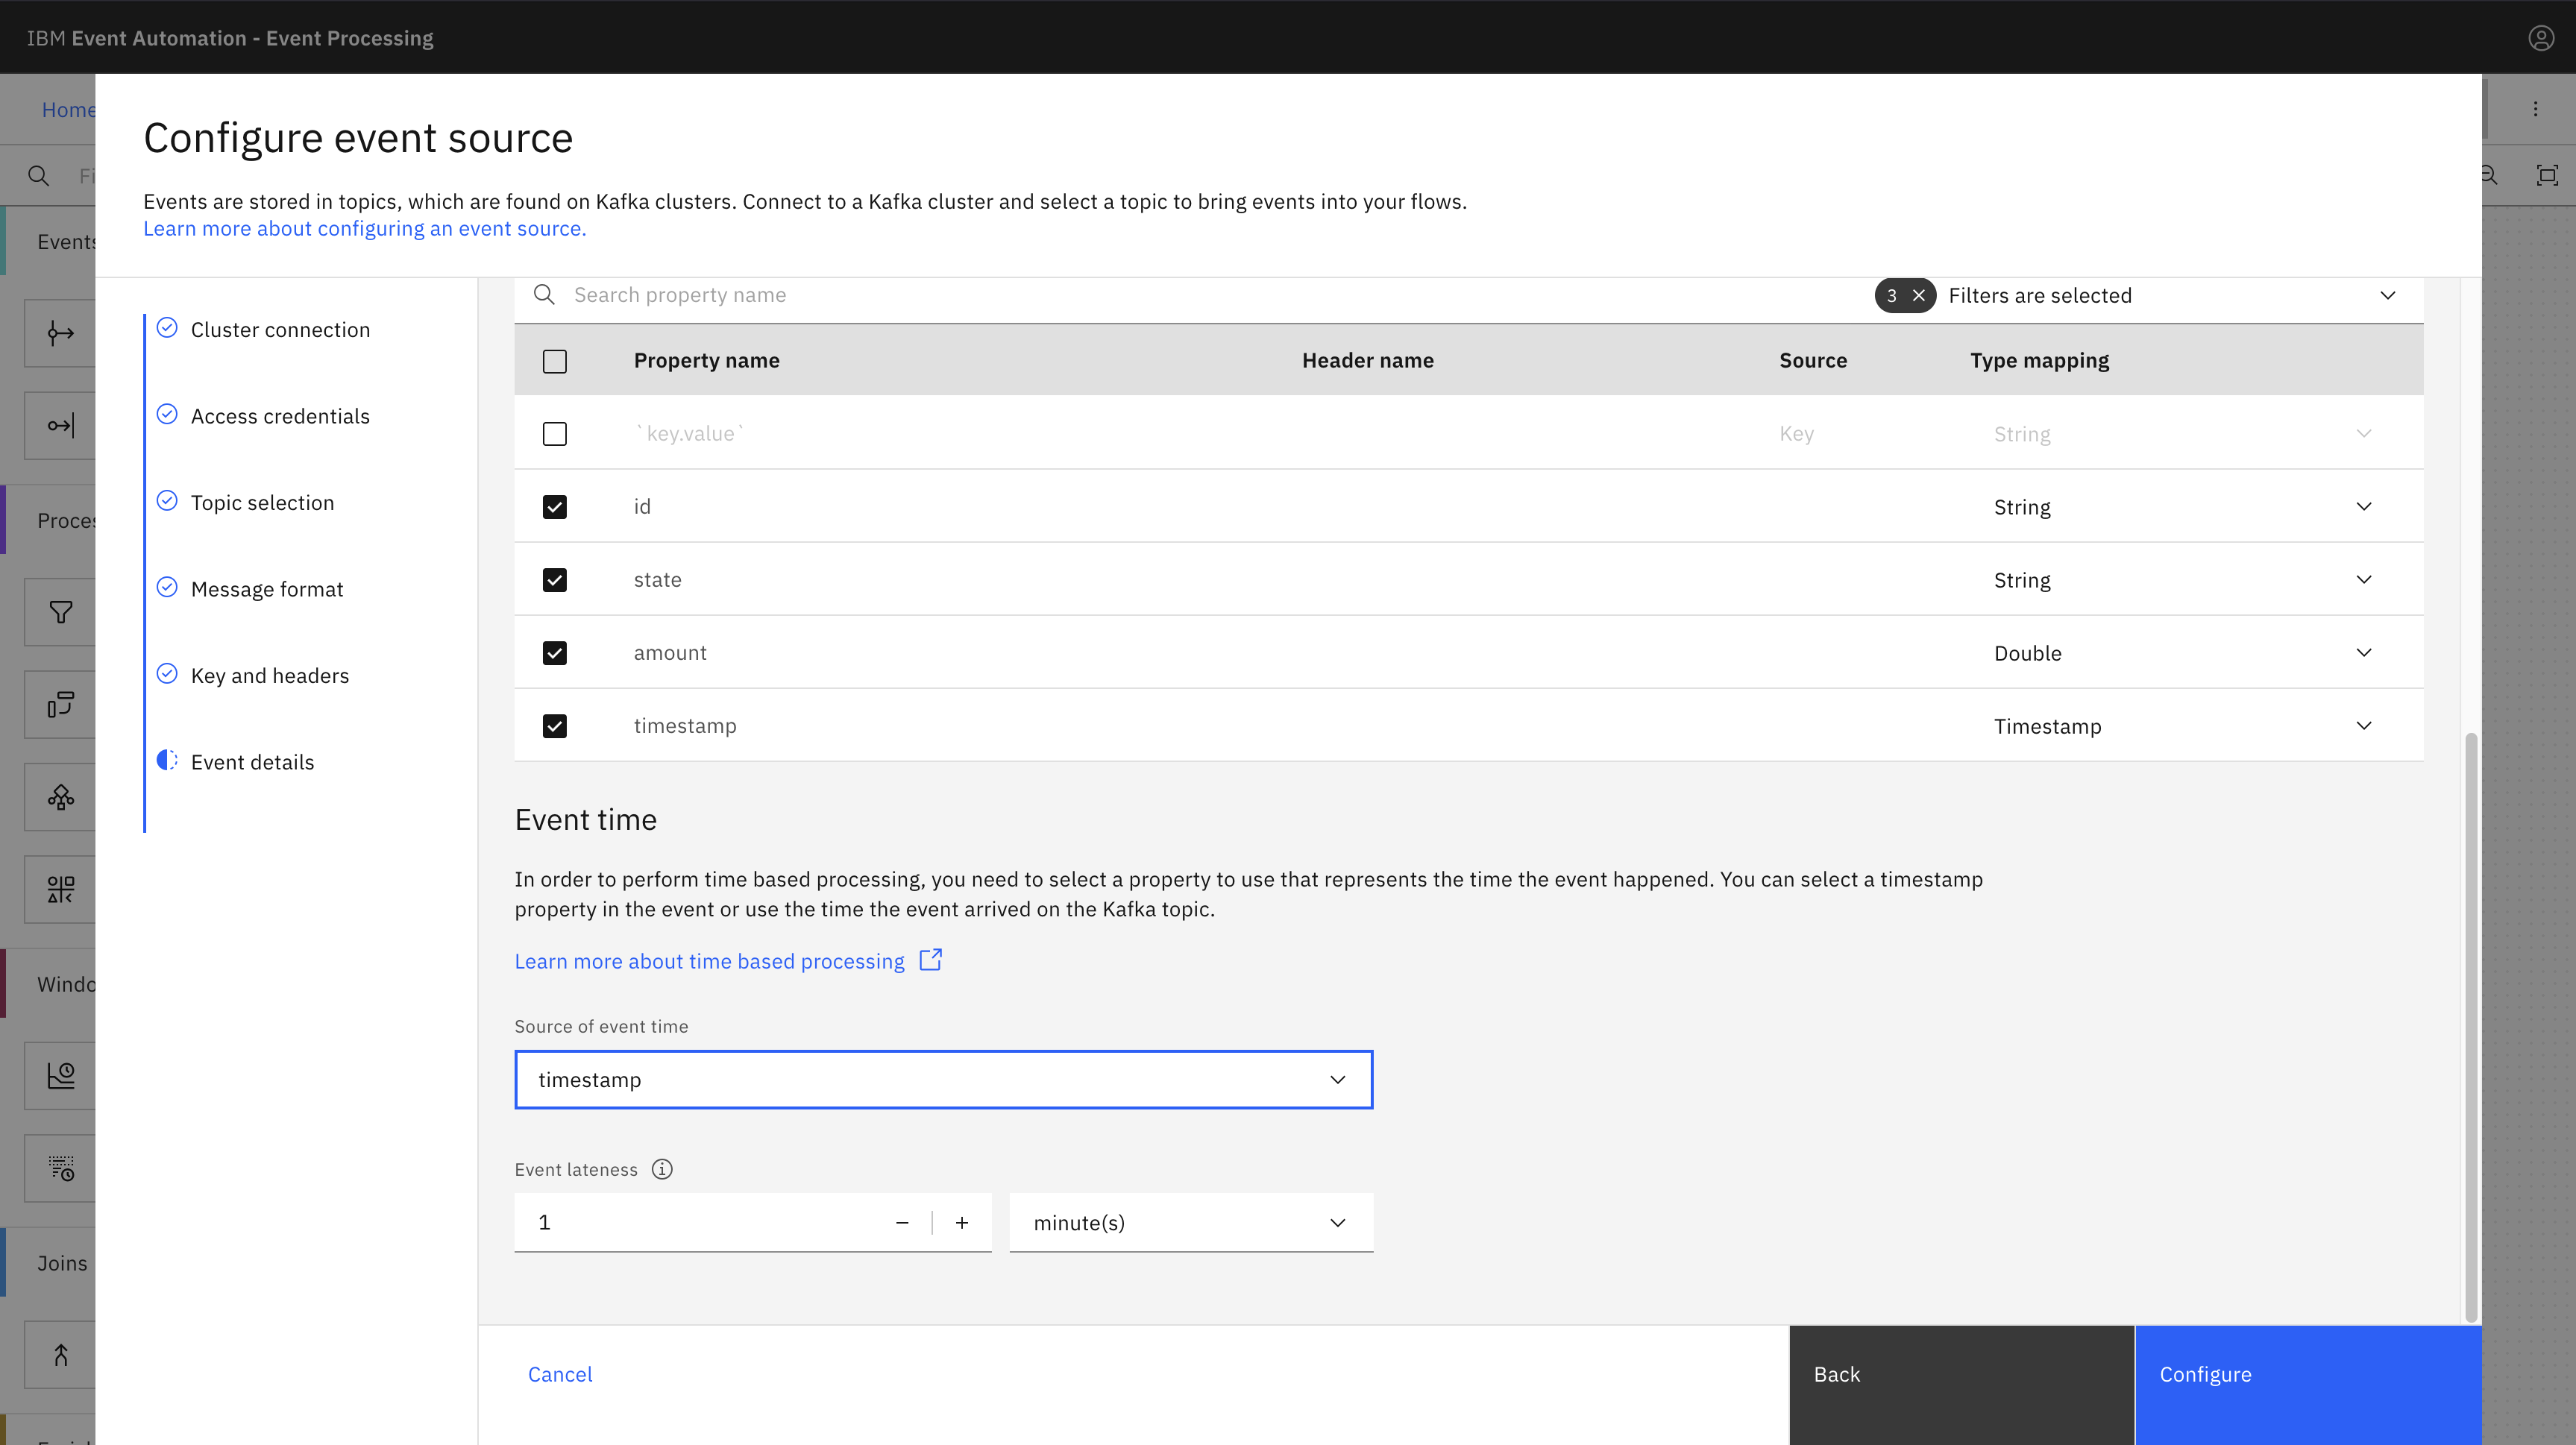 IBM Event Automation - Event Processing
Home
Configure event source
Events are stored in topics, which are found on Kafka clusters. Connect to a Kafka cluster and select a topic to bring events into your flows.
Learn more about configuring an event source.
Fi
Events
Proces
Windo
Joins
Cluster connection
Access credentials
Topic selection
Message format
Key and headers
Event details
Search property name
3
Filters are selected
Property name Header name Source Type mapping
`key.value` Key String
id String
state String
amount Double
timestamp Timestamp
Event time
In order to perform time based processing, you need to select a property to use that represents the time the event happened. You can select a timestamp
property in the event or use the time the event arrived on the Kafka topic.
Learn more about time based processing
Source of event time
timestamp
Event lateness
1 minute(s)
Cancel Back Configure